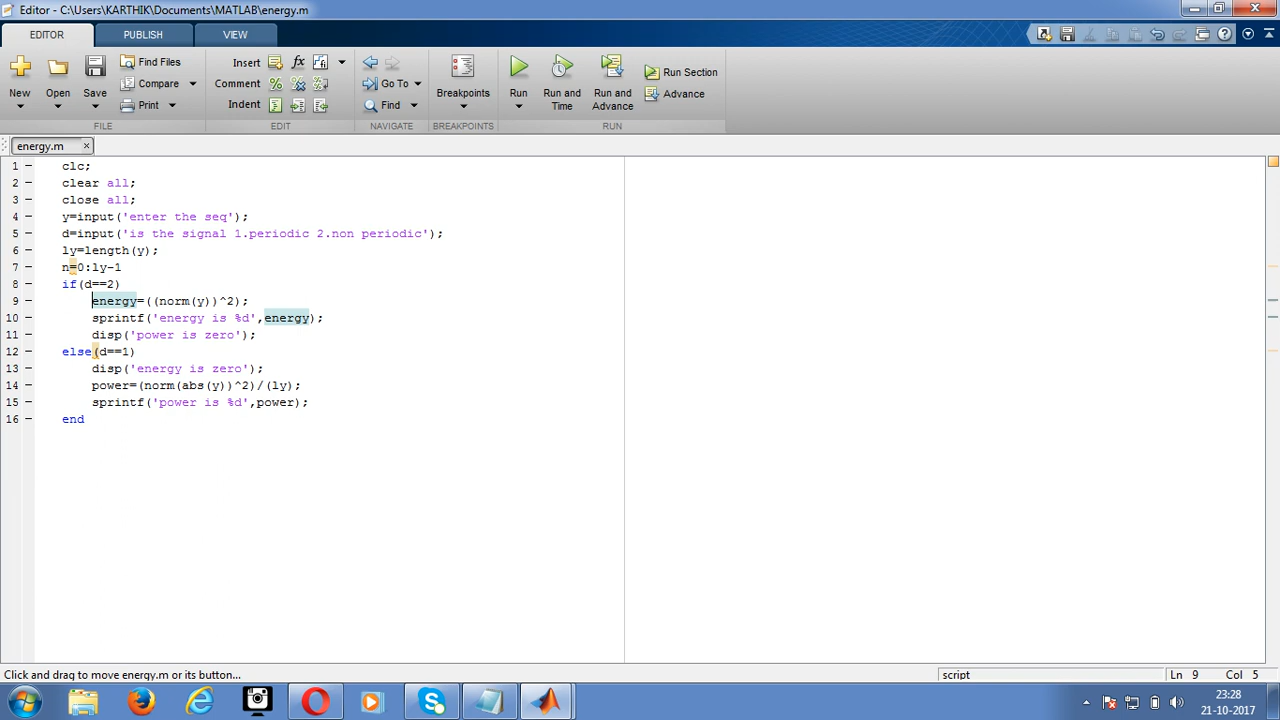 Editor - C:\Users\KARTHIK\Documents\MATLAB\energy.m
EDITOR PUBLISH VIEW
New Open Save Find Files Compare Print
Insert fx Comment Indent
Go To Find
Breakpoints
Run Run and Time Run and Advance Run Section Advance
FILE EDIT NAVIGATE BREAKPOINTS RUN
energy.m
1 clc;
2 clear all;
3 close all;
4 y=input('enter the seq');
5 d=input('is the signal 1.periodic 2.non periodic');
6 ly=length(y);
7 n=0:ly-1
8 if(d==2)
9 energy=((norm(y))^2);
10 sprintf('energy is %d',energy);
11 disp('power is zero');
12 else(d==1)
13 disp('energy is zero');
14 power=(norm(abs(y))^2)/(ly);
15 sprintf('power is %d',power);
16 end
Click and drag to move energy.m or its button... script Ln 9 Col 5
23:28
21-10-2017